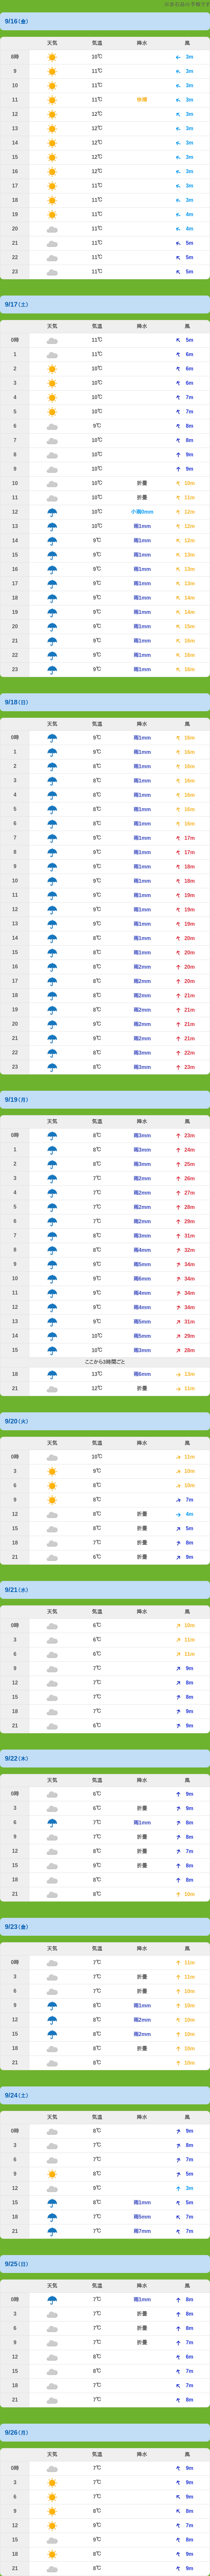 ※各石岳の予報です
9/16(金)
天気 気温 降水 風
8時 10℃ 3m
9 11℃ 3m
10 11℃ 3m
11 11℃ 快晴 3m
12 12℃ 3m
13 12℃ 3m
14 12℃ 3m
15 12℃ 3m
16 12℃ 3m
17 11℃ 3m
18 11℃ 3m
19 11℃ 4m
20 11℃ 4m
21 11℃ 5m
22 11℃ 5m
23 11℃ 5m
9/17(土)
天気 気温 降水 風
0時 11℃ 5m
1 11℃ 6m
2 10℃ 6m
3 10℃ 6m
4 10℃ 7m
5 10℃ 7m
6 9℃ 8m
7 10℃ 8m
8 10℃ 9m
9 10℃ 9m
10 10℃ 折畳 10m
11 10℃ 折畳 11m
12 10℃ 小雨0mm 12m
13 10℃ 雨1mm 12m
14 9℃ 雨1mm 12m
15 9℃ 雨1mm 13m
16 9℃ 雨1mm 13m
17 9℃ 雨1mm 13m
18 9℃ 雨1mm 14m
19 9℃ 雨1mm 14m
20 9℃ 雨1mm 15m
21 9℃ 雨1mm 16m
22 9℃ 雨1mm 16m
23 9℃ 雨1mm 16m
9/18(日)
天気 気温 降水 風
0時 9℃ 雨1mm 16m
1 9℃ 雨1mm 16m
2 8℃ 雨1mm 16m
3 8℃ 雨1mm 16m
4 8℃ 雨1mm 16m
5 8℃ 雨1mm 16m
6 8℃ 雨1mm 16m
7 9℃ 雨1mm 17m
8 9℃ 雨1mm 17m
9 9℃ 雨1mm 18m
10 9℃ 雨1mm 18m
11 9℃ 雨1mm 19m
12 9℃ 雨1mm 19m
13 9℃ 雨1mm 19m
14 8℃ 雨1mm 20m
15 8℃ 雨1mm 20m
16 8℃ 雨2mm 20m
17 8℃ 雨2mm 20m
18 8℃ 雨2mm 21m
19 8℃ 雨2mm 21m
20 9℃ 雨2mm 21m
21 8℃ 雨2mm 21m
22 8℃ 雨3mm 22m
23 8℃ 雨3mm 23m
9/19(月)
天気 気温 降水 風
0時 8℃ 雨3mm 23m
1 8℃ 雨3mm 24m
2 8℃ 雨3mm 25m
3 7℃ 雨2mm 26m
4 7℃ 雨2mm 27m
5 7℃ 雨2mm 28m
6 7℃ 雨2mm 29m
7 8℃ 雨3mm 31m
8 8℃ 雨4mm 32m
9 9℃ 雨5mm 34m
10 9℃ 雨6mm 34m
11 9℃ 雨4mm 34m
12 9℃ 雨4mm 34m
13 9℃ 雨5mm 31m
14 10℃ 雨5mm 29m
15 10℃ 雨3mm 28m
ここから3時間ごと
18 13℃ 雨6mm 13m
21 12℃ 折畳 11m
9/20(火)
天気 気温 降水 風
0時 10℃ 11m
3 9℃ 10m
6 8℃ 10m
9 8℃ 7m
12 8℃ 折畳 4m
15 8℃ 折畳 5m
18 7℃ 折畳 8m
21 6℃ 折畳 9m
9/21(水)
天気 気温 降水 風
0時 6℃ 10m
3 6℃ 11m
6 6℃ 11m
9 7℃ 9m
12 7℃ 8m
15 7℃ 8m
18 7℃ 9m
21 6℃ 9m
9/22(木)
天気 気温 降水 風
0時 6℃ 9m
3 6℃ 折畳 9m
6 7℃ 雨1mm 8m
9 7℃ 折畳 8m
12 8℃ 折畳 7m
15 9℃ 折畳 8m
18 8℃ 8m
21 8℃ 10m
9/23(金)
天気 気温 降水 風
0時 7℃ 11m
3 7℃ 折畳 11m
6 7℃ 折畳 10m
9 8℃ 雨1mm 10m
12 8℃ 雨2mm 10m
15 8℃ 雨2mm 10m
18 8℃ 折畳 10m
21 8℃ 10m
9/24(土)
天気 気温 降水 風
0時 8℃ 9m
3 7℃ 8m
6 7℃ 7m
9 8℃ 5m
12 9℃ 3m
15 8℃ 雨1mm 5m
18 7℃ 雨5mm 7m
21 7℃ 雨7mm 7m
9/25(日)
天気 気温 降水 風
0時 7℃ 雨1mm 8m
3 7℃ 折畳 8m
6 7℃ 折畳 8m
9 7℃ 折畳 7m
12 8℃ 6m
15 8℃ 7m
18 7℃ 7m
21 7℃ 8m
9/26(月)
天気 気温 降水 風
0時 7℃ 9m
3 7℃ 9m
6 7℃ 9m
9 8℃ 8m
12 9℃ 7m
15 9℃ 8m
18 8℃ 9m
21 8℃ 9m